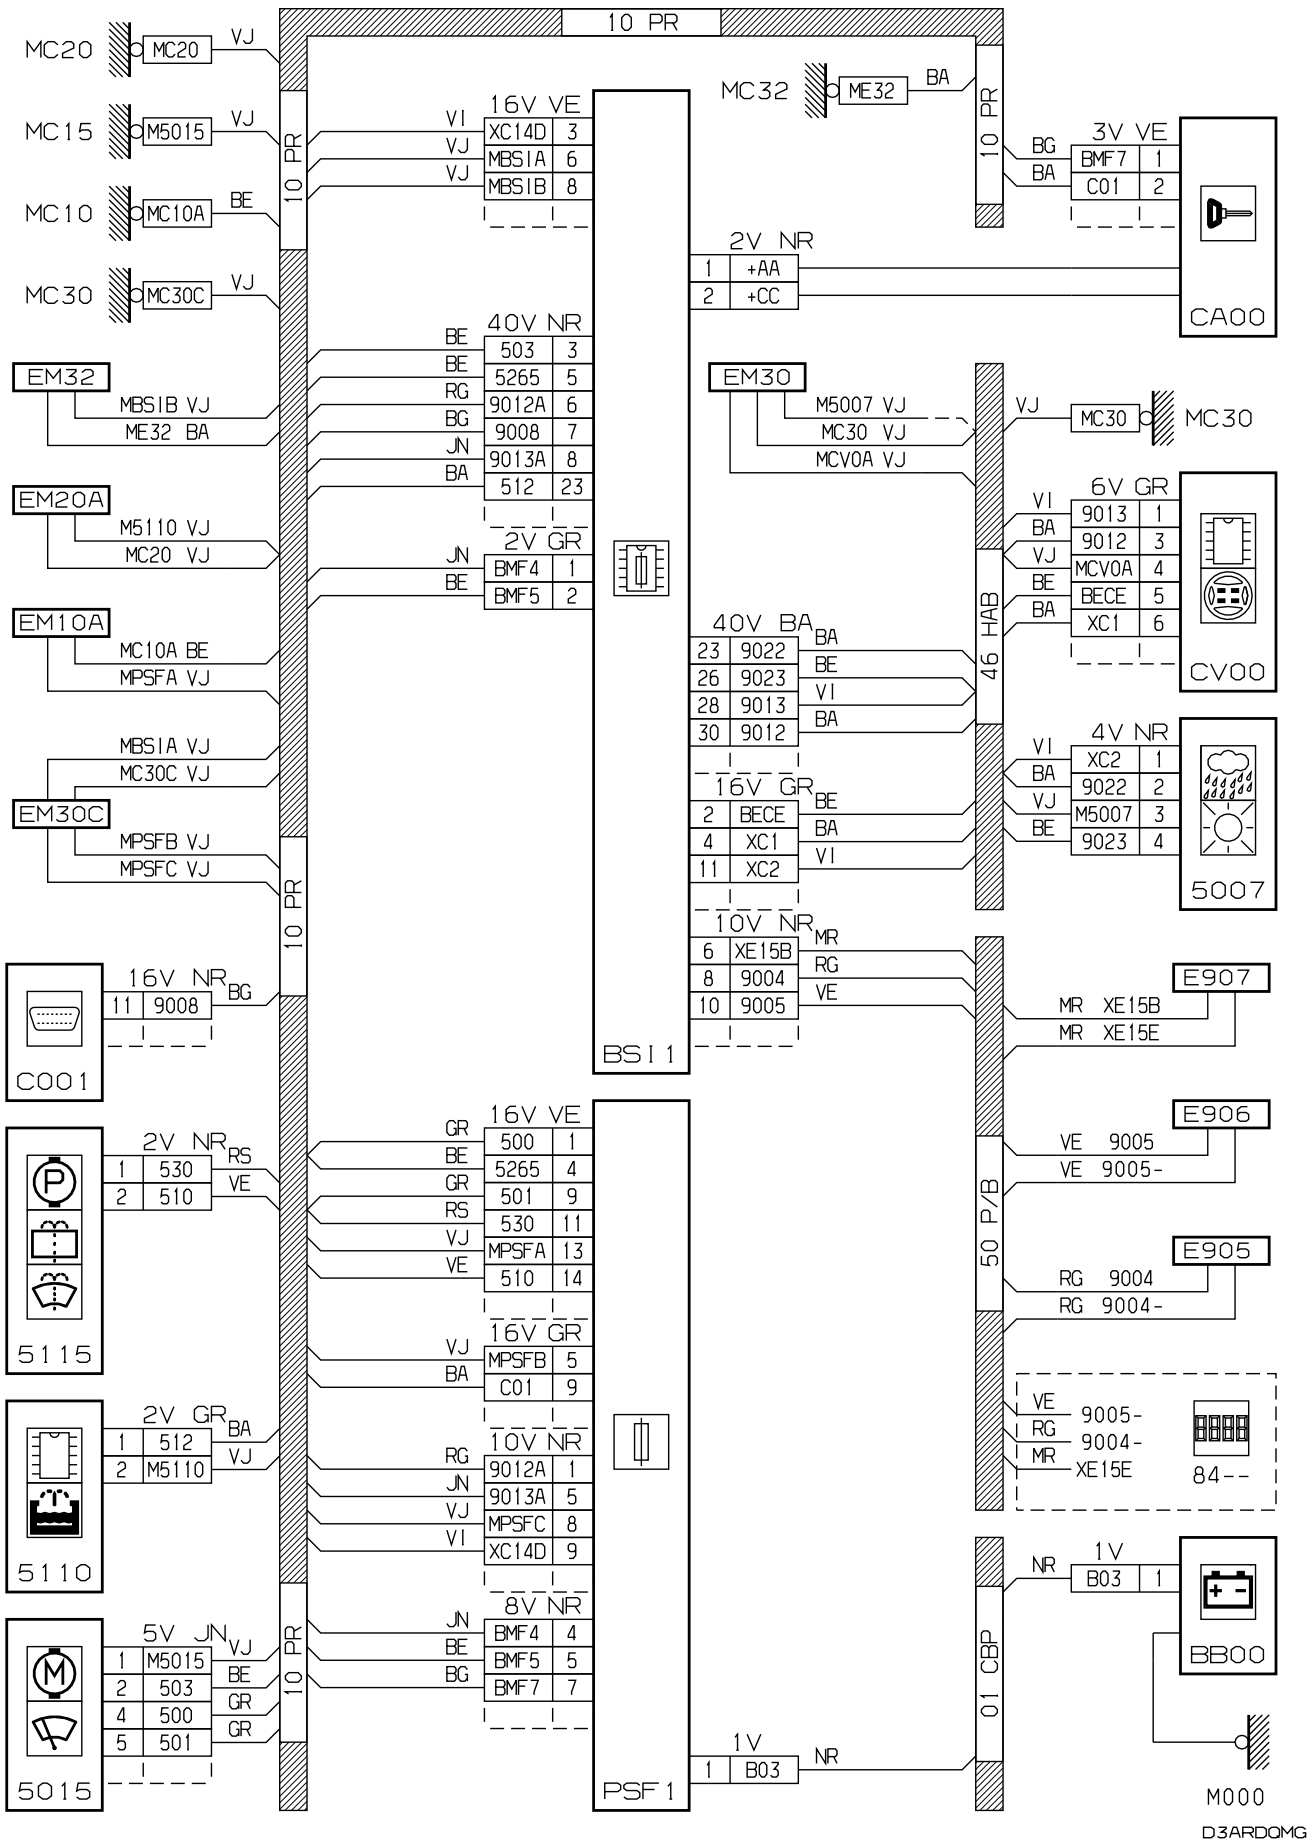 10 PR
MC20 MC20 VJ
MC15 M5015 VJ
MC10 MC10A BE
MC30 MC30C VJ
10 PR
EM32
MBSIB VJ
ME32 BA
EM20A
M5110 VJ
MC20 VJ
EM10A
MC10A BE
MPSFA VJ
MBSIA VJ
MC30C VJ
EM30C
MPSFB VJ
MPSFC VJ
10 PR
16V NR
11 9008 BG
C001
2V NR
1 530 RS
2 510 VE
P
5115
2V GR
1 512 BA
2 M5110 VJ
5110
5V JN
1 M5015 VJ
2 503 BE
4 500 GR
5 501 GR
M
5015
10 PR
16V VE
VI XC14D 3
VJ MBSIA 6
VJ MBSIB 8
40V NR
BE 503 3
BE 5265 5
RG 9012A 6
BG 9008 7
JN 9013A 8
BA 512 23
2V GR
JN BMF4 1
BE BMF5 2
BSI1
2V NR
1 +AA
2 +CC
40V BA
23 9022 BA
26 9023 BE
28 9013 VI
30 9012 BA
16V GR
2 BECE BE
4 XC1 BA
11 XC2 VI
10V NR
6 XE15B MR
8 9004 RG
10 9005 VE
16V VE
GR 500 1
BE 5265 4
GR 501 9
RS 530 11
VJ MPSFA 13
VE 510 14
16V GR
VJ MPSFB 5
BA C01 9
10V NR
RG 9012A 1
JN 9013A 5
VJ MPSFC 8
VI XC14D 9
8V NR
JN BMF4 4
BE BMF5 5
BG BMF7 7
PSF1
1V
1 B03 NR
MC32 ME32 BA
10 PR
3V VE
BG BMF7 1
BA C01 2
CA00
EM30
M5007 VJ
MC30 VJ
MCV0A VJ
VJ MC30 MC30
6V GR
VI 9013 1
BA 9012 3
VJ MCV0A 4
BE BECE 5
BA XC1 6
CV00
46 HAB
4V NR
VI XC2 1
BA 9022 2
VJ M5007 3
BE 9023 4
5007
E907
MR XE15B
MR XE15E
E906
VE 9005
VE 9005-
50 P/B
E905
RG 9004
RG 9004-
VE 9005-
RG 9004-
MR XE15E
84--
1V
NR B03 1
+ -
BB00
01 CBP
M000
D3ARDQMG